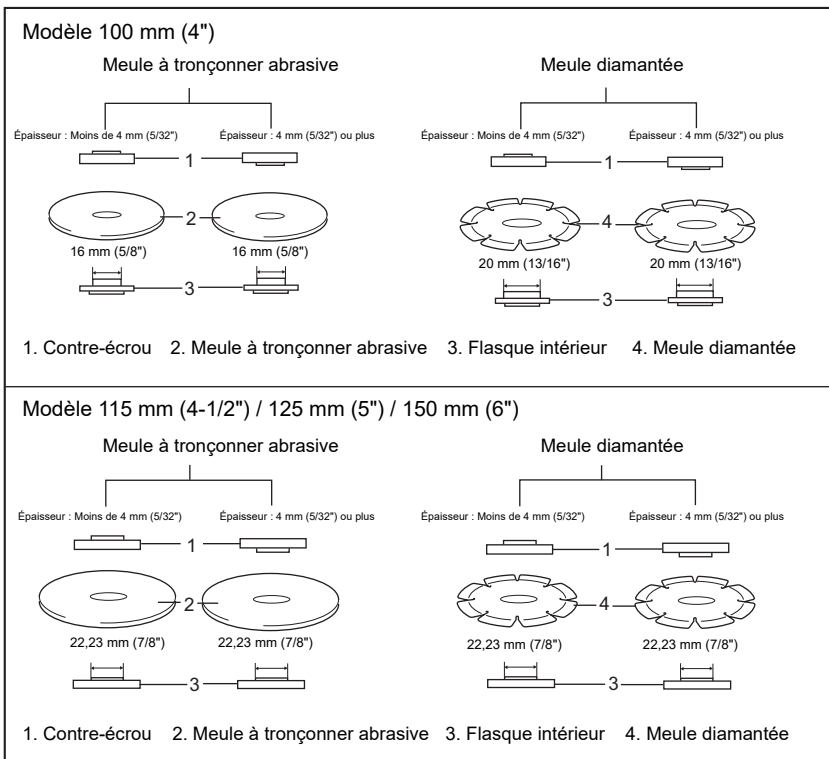 Modèle 100 mm (4")
Meule à tronçonner abrasive
Meule diamantée
Épaisseur : Moins de 4 mm (5/32")
Épaisseur : 4 mm (5/32") ou plus
Épaisseur : Moins de 4 mm (5/32")
Épaisseur : 4 mm (5/32") ou plus
1
1
2
4
16 mm (5/8")
16 mm (5/8")
20 mm (13/16")
20 mm (13/16")
3
3
1. Contre-écrou 2. Meule à tronçonner abrasive 3. Flasque intérieur 4. Meule diamantée
Modèle 115 mm (4-1/2") / 125 mm (5") / 150 mm (6")
Meule à tronçonner abrasive
Meule diamantée
Épaisseur : Moins de 4 mm (5/32")
Épaisseur : 4 mm (5/32") ou plus
Épaisseur : Moins de 4 mm (5/32")
Épaisseur : 4 mm (5/32") ou plus
1
1
2
4
22,23 mm (7/8")
22,23 mm (7/8")
22,23 mm (7/8")
22,23 mm (7/8")
3
3
1. Contre-écrou 2. Meule à tronçonner abrasive 3. Flasque intérieur 4. Meule diamantée